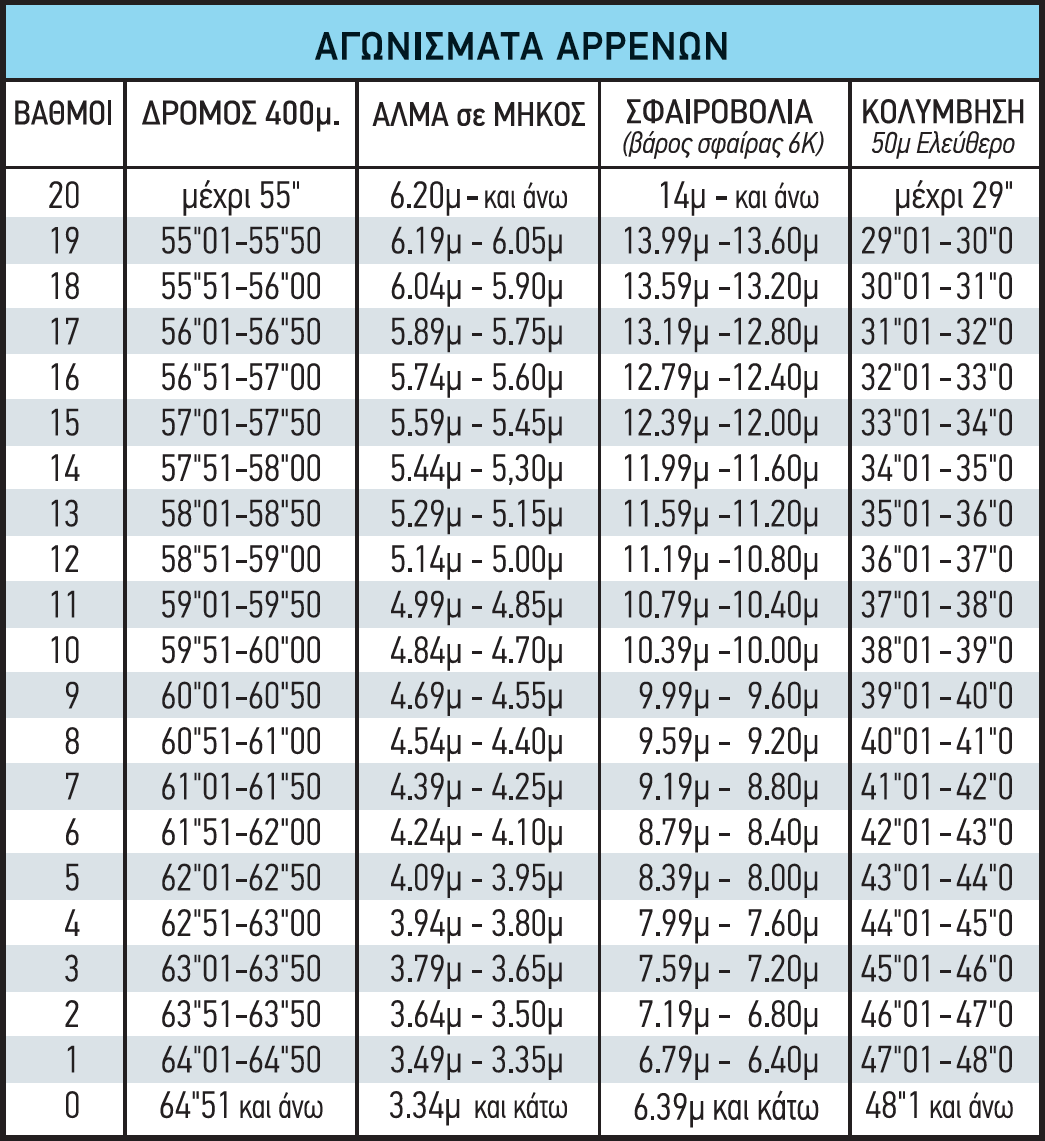 ΑΓΩΝΙΣΜΑΤΑ ΑΡΡΕΝΩΝ
ΒΑΘΜΟΙ ΔΡΟΜΟΣ 400μ. ΑΛΜΑ σε ΜΗΚΟΣ ΣΦΑΙΡΟΒΟΛΙΑ ΚΟΛΥΜΒΗΣΗ
(βάρος σφαίρας 6Κ) 50μ Ελεύθερο
20 μέχρι 55" 6.20μ - και άνω 14μ - και άνω μέχρι 29"
19 55"01-55"50 6.19μ - 6.05μ 13.99μ -13.60μ 29"01 - 30"0
18 55"51-56"00 6.04μ - 5.90μ 13.59μ -13.20μ 30"01 - 31"0
17 56"01-56"50 5.89μ - 5.75μ 13.19μ -12.80μ 31"01 - 32"0
16 56"51-57"00 5.74μ - 5.60μ 12.79μ -12.40μ 32"01 - 33"0
15 57"01-57"50 5.59μ - 5.45μ 12.39μ -12.00μ 33"01 - 34"0
14 57"51-58"00 5.44μ - 5,30μ 11.99μ -11.60μ 34"01 - 35"0
13 58"01-58"50 5.29μ - 5.15μ 11.59μ -11.20μ 35"01 - 36"0
12 58"51-59"00 5.14μ - 5.00μ 11.19μ -10.80μ 36"01 - 37"0
11 59"01-59"50 4.99μ - 4.85μ 10.79μ -10.40μ 37"01 - 38"0
10 59"51-60"00 4.84μ - 4.70μ 10.39μ -10.00μ 38"01 - 39"0
9 60"01-60"50 4.69μ - 4.55μ 9.99μ - 9.60μ 39"01 - 40"0
8 60"51-61"00 4.54μ - 4.40μ 9.59μ - 9.20μ 40"01 - 41"0
7 61"01-61"50 4.39μ - 4.25μ 9.19μ - 8.80μ 41"01 - 42"0
6 61"51-62"00 4.24μ - 4.10μ 8.79μ - 8.40μ 42"01 - 43"0
5 62"01-62"50 4.09μ - 3.95μ 8.39μ - 8.00μ 43"01 - 44"0
4 62"51-63"00 3.94μ - 3.80μ 7.99μ - 7.60μ 44"01 - 45"0
3 63"01-63"50 3.79μ - 3.65μ 7.59μ - 7.20μ 45"01 - 46"0
2 63"51-63"50 3.64μ - 3.50μ 7.19μ - 6.80μ 46"01 - 47"0
1 64"01-64"50 3.49μ - 3.35μ 6.79μ - 6.40μ 47"01 - 48"0
0 64"51 και άνω 3.34μ και κάτω 6.39μ και κάτω 48"1 και άνω